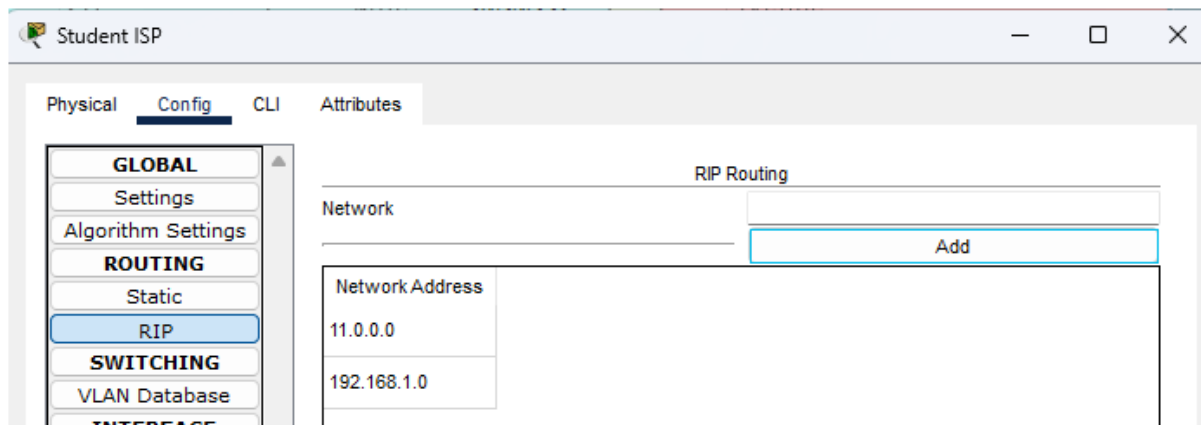 Student ISP
Physical Config CLI Attributes
GLOBAL
Settings
Algorithm Settings
ROUTING
Static
RIP
SWITCHING
VLAN Database
INTERFACE
RIP Routing
Network
Add
Network Address
11.0.0.0
192.168.1.0